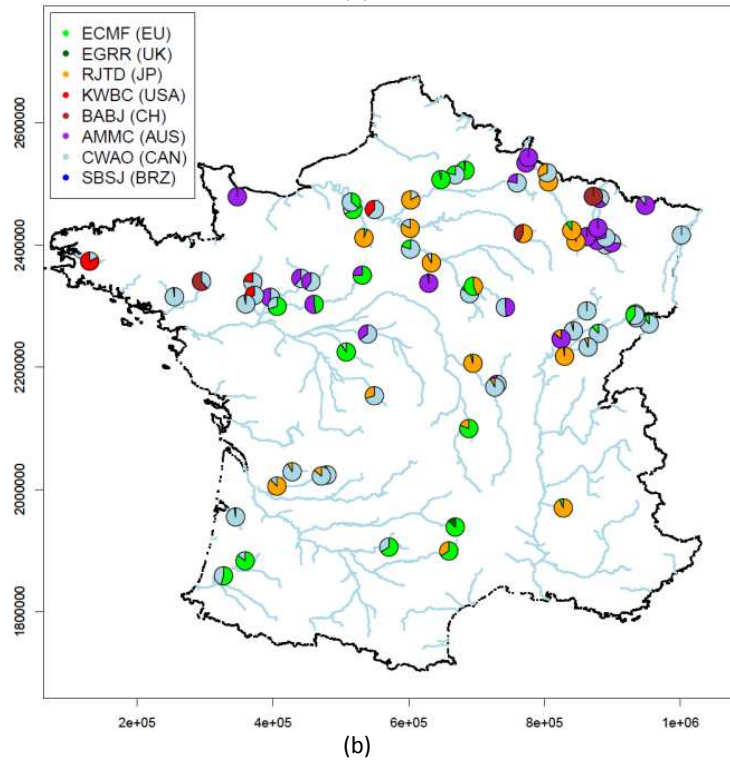 ECMF (EU)
EGRR (UK)
RJTD (JP)
KWBC (USA)
BABJ (CH)
AMMC (AUS)
CWAO (CAN)
SBSJ (BRZ)
2600000
2400000
2200000
2000000
1800000
2e+05 4e+05 6e+05 8e+05 1e+06
(b)